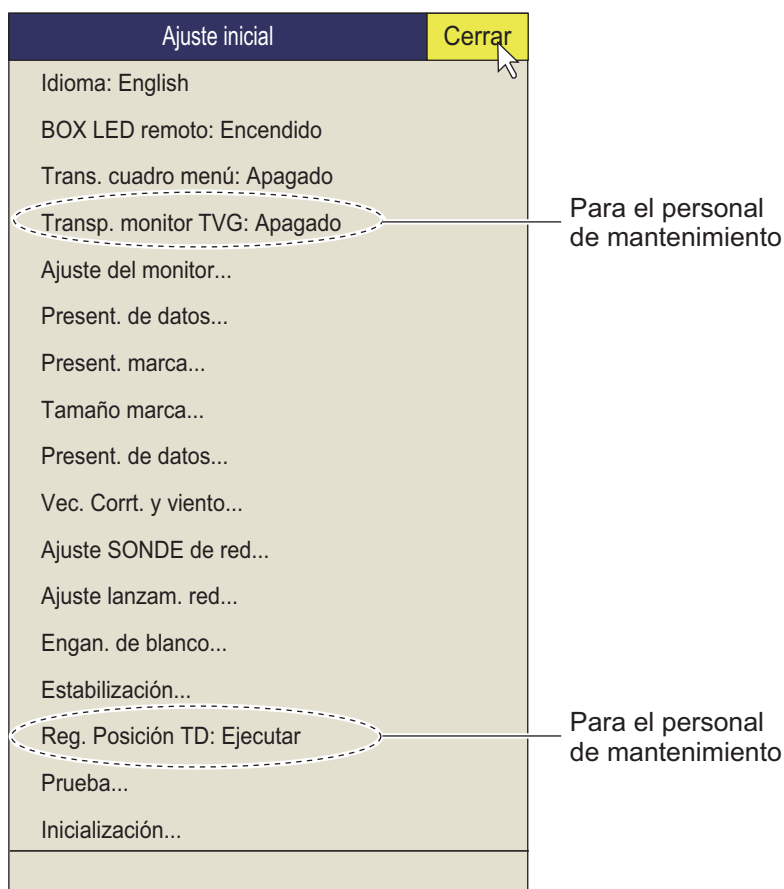 Ajuste inicial Cerrar
Idioma: English
BOX LED remoto: Encendido
Trans. cuadro menú: Apagado
Transp. monitor TVG: Apagado
Para el personal
de mantenimiento
Ajuste del monitor...
Present. de datos...
Present. marca...
Tamaño marca...
Present. de datos...
Vec. Corrt. y viento...
Ajuste SONDE de red...
Ajuste lanzam. red...
Engan. de blanco...
Estabilización...
Reg. Posición TD: Ejecutar
Para el personal
de mantenimiento
Prueba...
Inicialización...